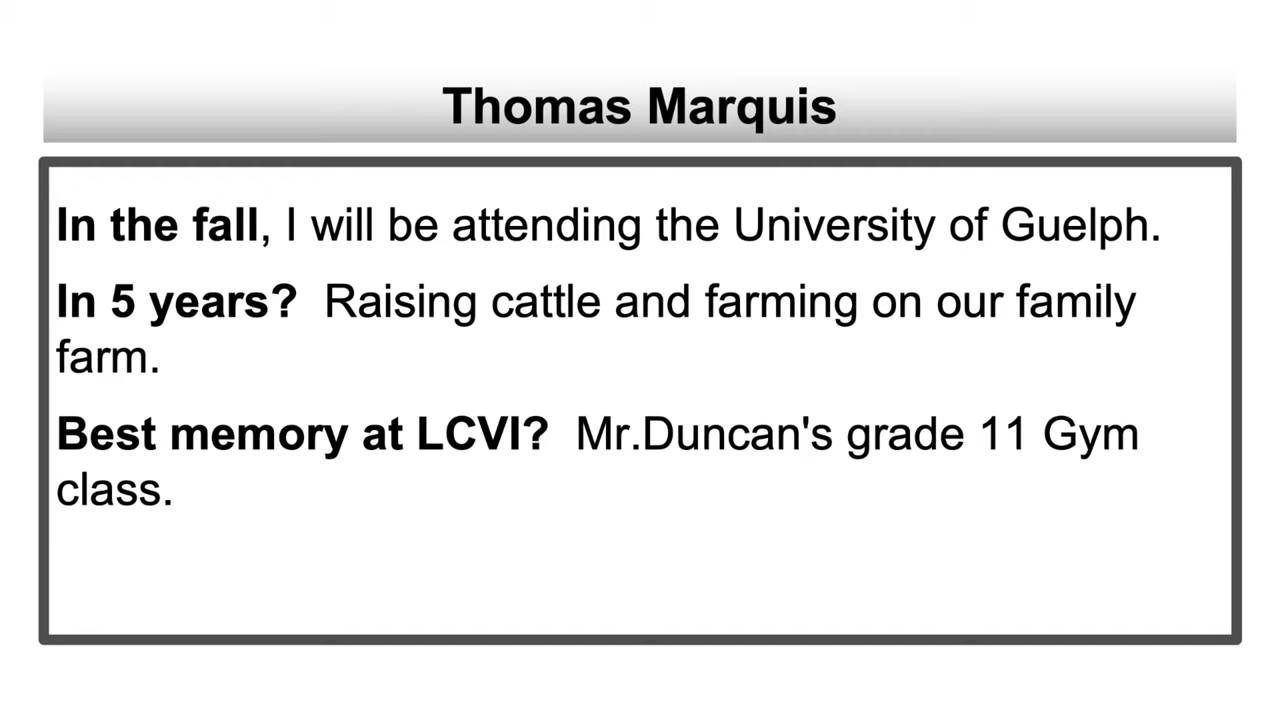 Thomas Marquis
In the fall, I will be attending the University of Guelph.
In 5 years?  Raising cattle and farming on our family
farm.
Best memory at LCVI?  Mr.Duncan's grade 11 Gym
class.